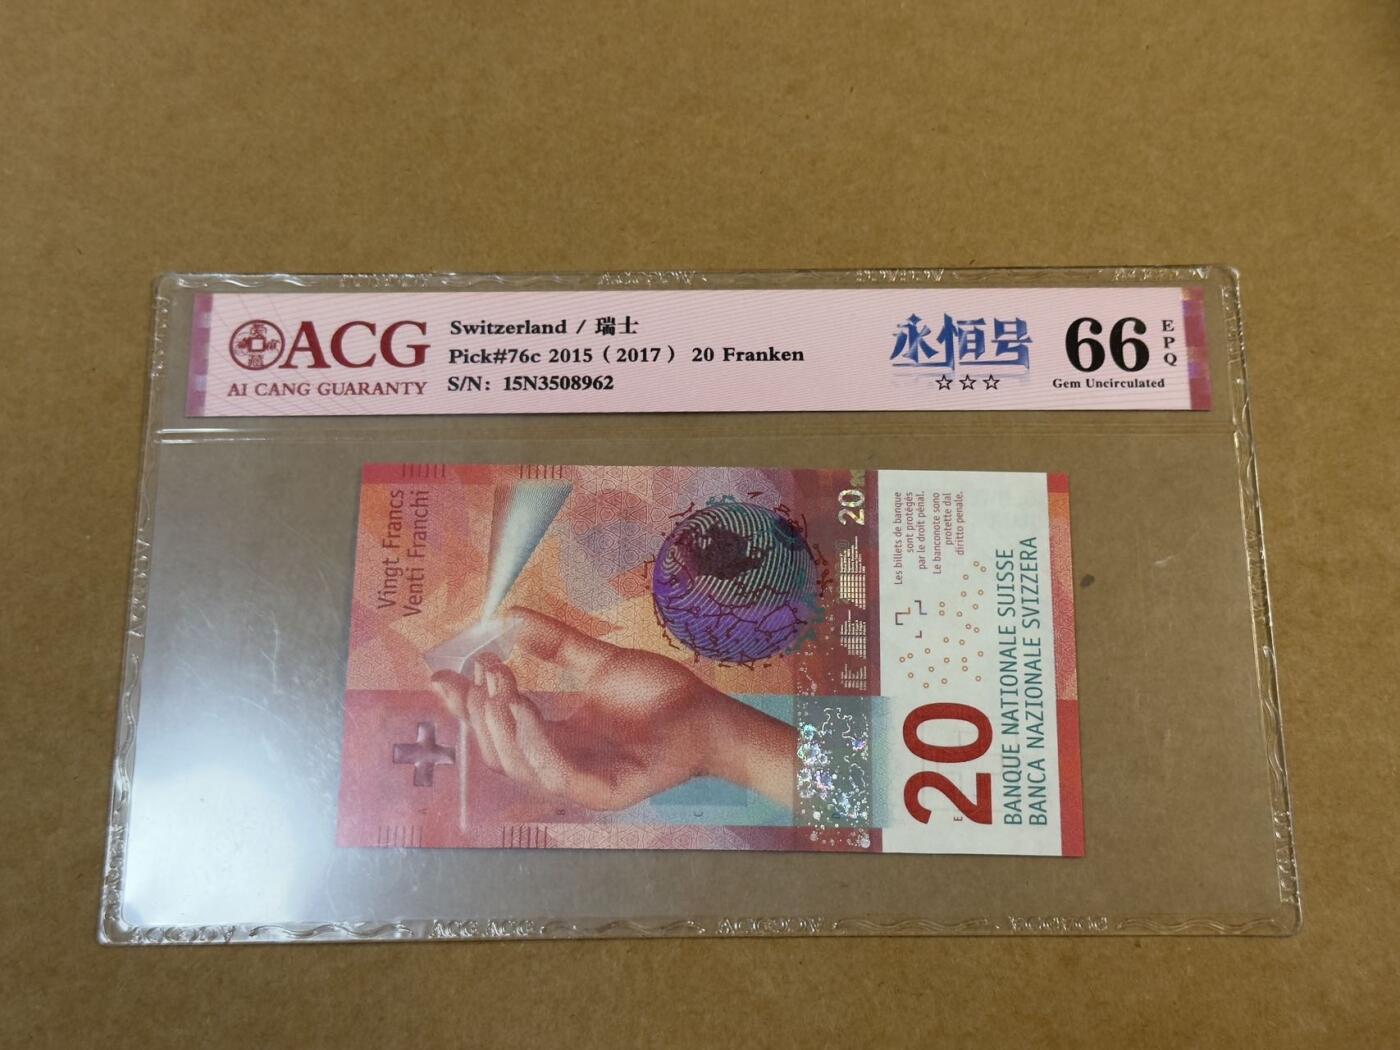 ACG
AI CANG GUARANTY
Switzerland / 瑞士
Pick#76c 2015（2017） 20 Franken
S/N: 15N3508962
永恒号
☆☆☆
66
EPQ
Gem Uncirculated
Vingt Francs
Venti Franchi
20
Les billets de banque
sont protégés
par le droit pénal.
Le banconote sono
protette dal
diritto penale.
20
BANQUE NATIONALE SUISSE
BANCA NAZIONALE SVIZZERA
A
B
C
E